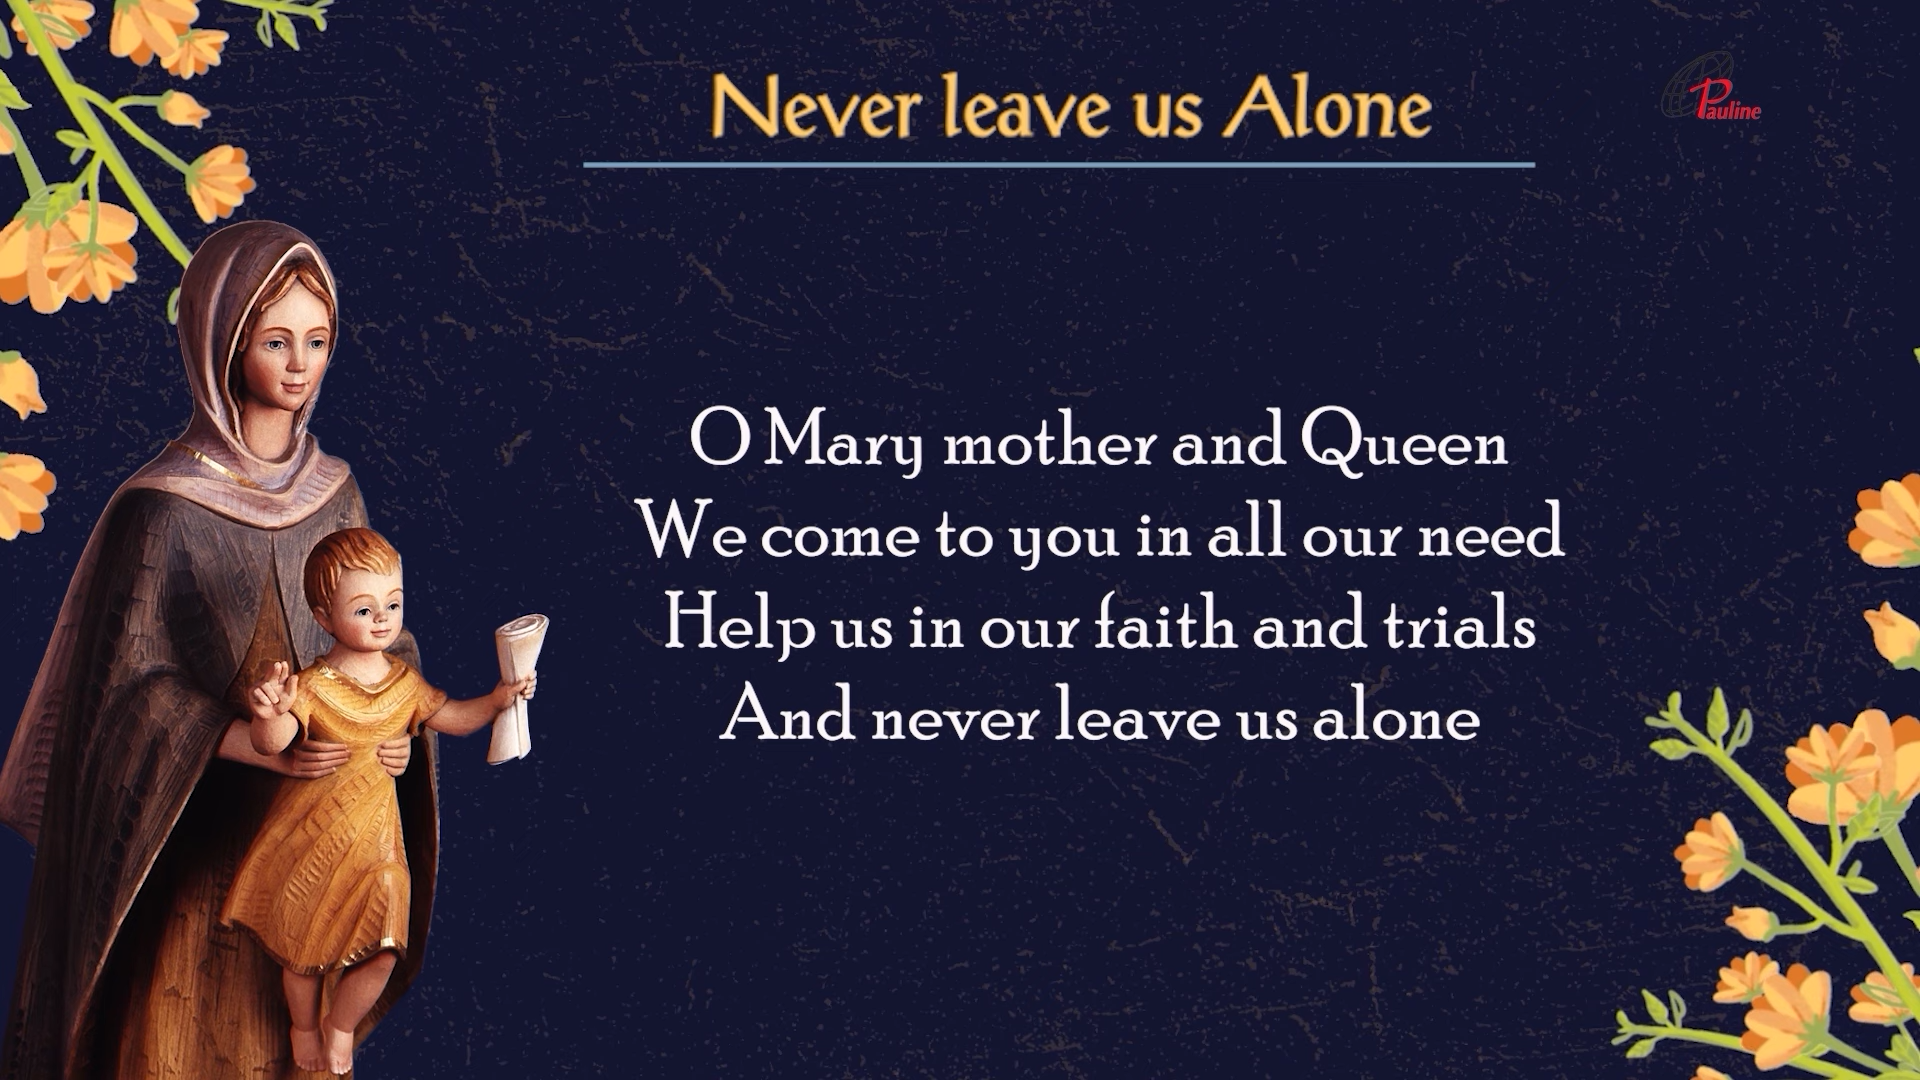 Never leave us Alone
Pauline
O Mary mother and Queen
We come to you in all our need
Help us in our faith and trials
And never leave us alone